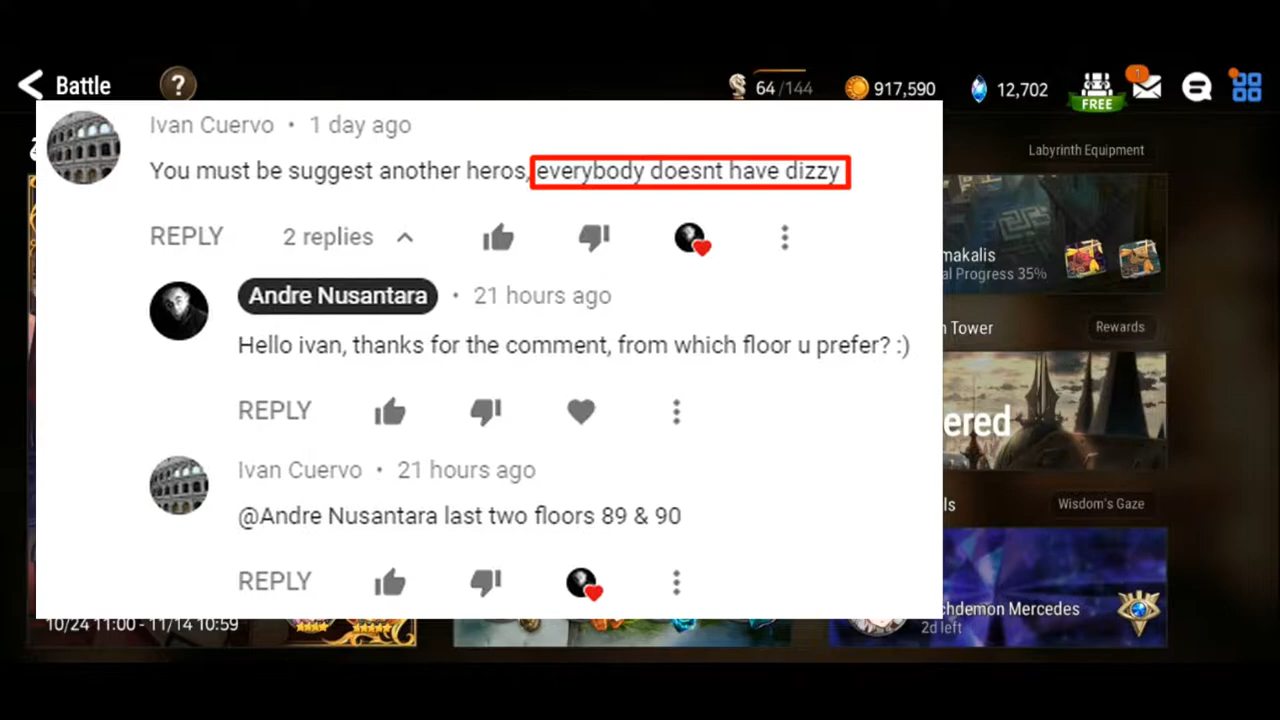 Battle
?
64/144
917,590
12,702
FREE
1
Ivan Cuervo • 1 day ago
You must be suggest another heros, everybody doesnt have dizzy
REPLY 2 replies
Andre Nusantara • 21 hours ago
Hello ivan, thanks for the comment, from which floor u prefer? :)
REPLY
Ivan Cuervo • 21 hours ago
@Andre Nusantara last two floors 89 & 90
REPLY
Labyrinth Equipment
makalis
al Progress 35%
Tower
Rewards
ered
ls
Wisdom's Gaze
chdemon Mercedes
2d left
10/24 11:00 - 11/14 10:59